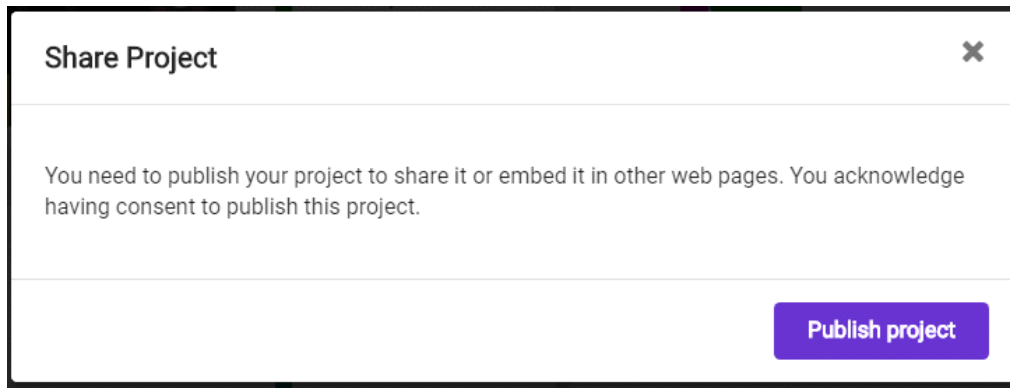 Share Project
You need to publish your project to share it or embed it in other web pages. You acknowledge
having consent to publish this project.
Publish project